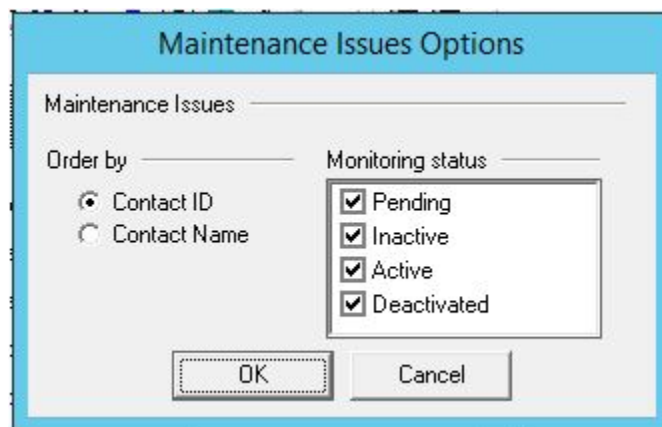 Maintenance Issues Options
Maintenance Issues
Order by
Contact ID
Contact Name
Monitoring status
Pending
Inactive
Active
Deactivated
OK
Cancel